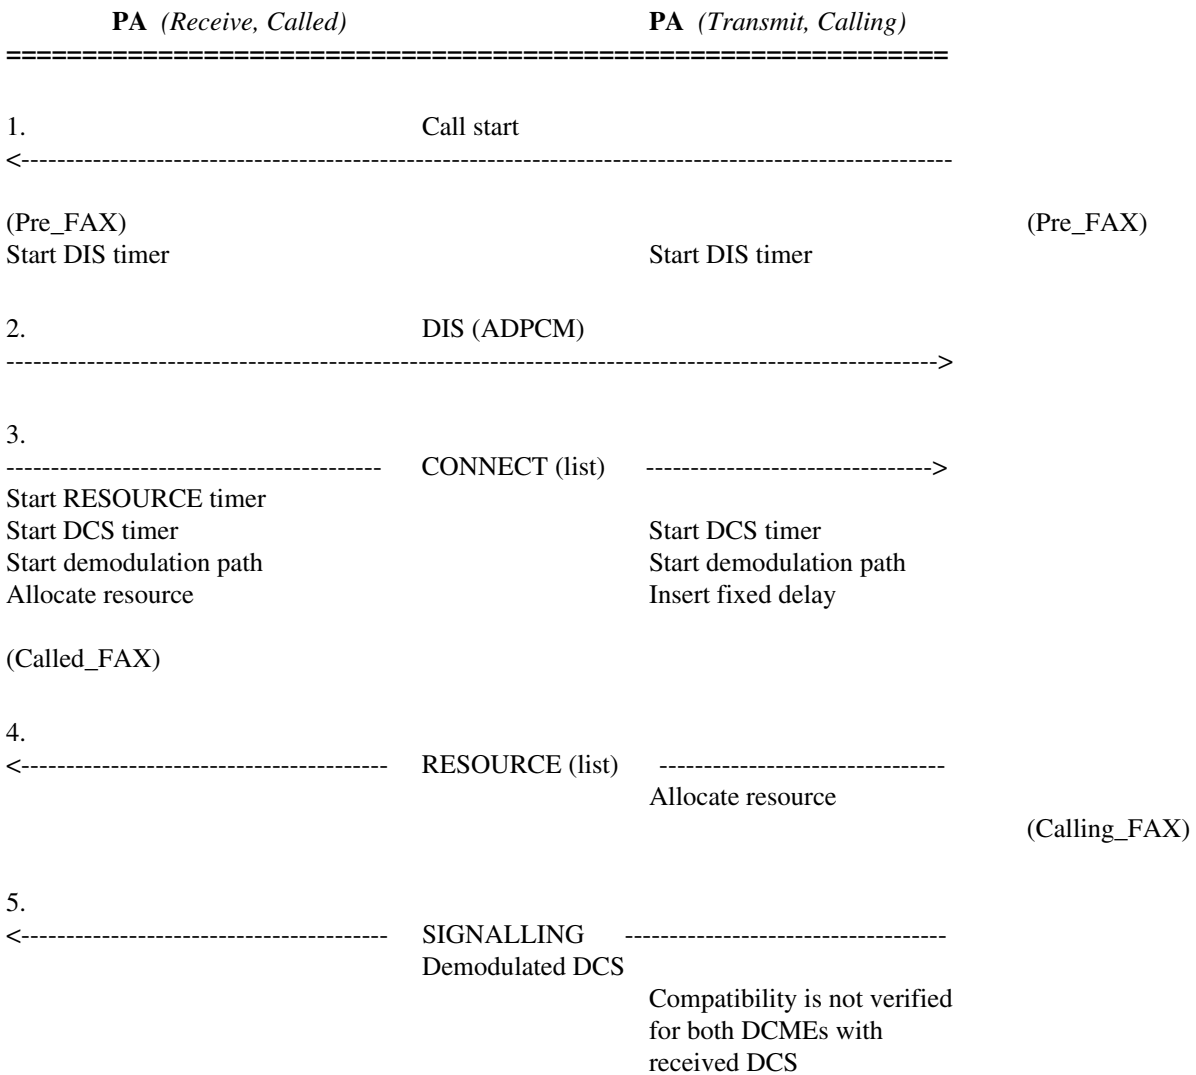 PA (Receive, Called) PA (Transmit, Calling)
===============================================================
1. Call start
<--------------------------------------------------------------------------------------------------------
(Pre_FAX) (Pre_FAX)
Start DIS timer Start DIS timer
2. DIS (ADPCM)
-------------------------------------------------------------------------------------------------------->
3.
------------------------------------------ CONNECT (list) -------------------------------->
Start RESOURCE timer
Start DCS timer Start DCS timer
Start demodulation path Start demodulation path
Allocate resource Insert fixed delay
(Called_FAX)
4.
<----------------------------------------- RESOURCE (list) --------------------------------
Allocate resource
(Calling_FAX)
5.
<----------------------------------------- SIGNALLING ------------------------------------
Demodulated DCS
Compatibility is not verified
for both DCMEs with
received DCS